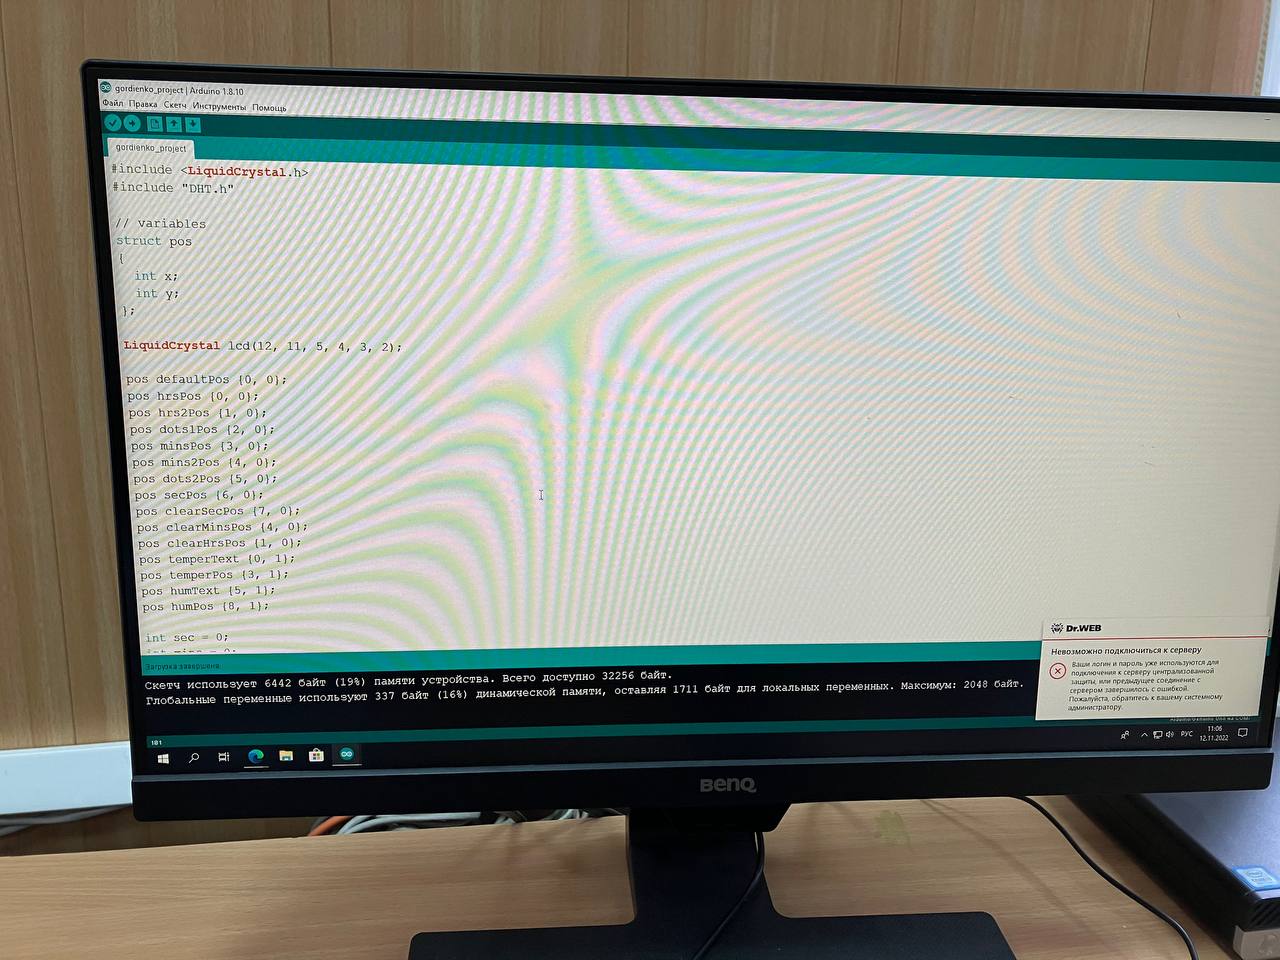 gordienko_project | Arduino 1.8.10
Файл Правка Скетч Инструменты Помощь
gordienko_project
#include <LiquidCrystal.h>
#include "DHT.h"
// variables
struct pos
{
int x;
int y;
};
LiquidCrystal lcd(12, 11, 5, 4, 3, 2);
pos defaultPos {0, 0};
pos hrsPos {0, 0};
pos hrs2Pos {1, 0};
pos dots1Pos {2, 0};
pos minsPos {3, 0};
pos mins2Pos {4, 0};
pos dots2Pos {5, 0};
pos secPos {6, 0};
pos clearSecPos {7, 0};
pos clearMinsPos {4, 0};
pos clearHrsPos {1, 0};
pos temperText {0, 1};
pos temperPos {3, 1};
pos humText {5, 1};
pos humPos {8, 1};
int sec = 0;
Загрузка завершена.
Скетч использует 6442 байт (19%) памяти устройства. Всего доступно 32256 байт.
Глобальные переменные используют 337 байт (16%) динамической памяти, оставляя 1711 байт для локальных переменных. Максимум: 2048 байт.
Dr.WEB
Невозможно подключиться к серверу
Ваши логин и пароль уже используются для
подключения к серверу централизованной
защиты, или предыдущее соединение с
сервером завершилось с ошибкой.
Пожалуйста, обратитесь к вашему системному
администратору.
181
РУС
11:06
12.11.2022
BenQ